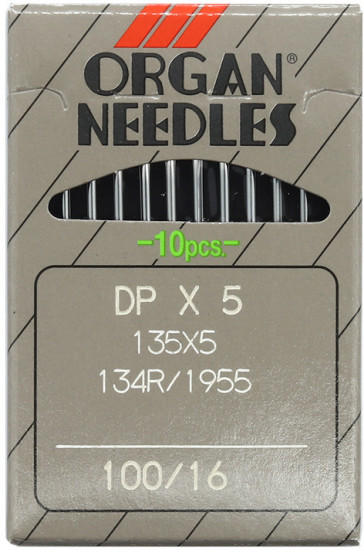 ORGAN®
NEEDLES
-10pcs.-
DP X 5
135X5
134R/1955
100/16